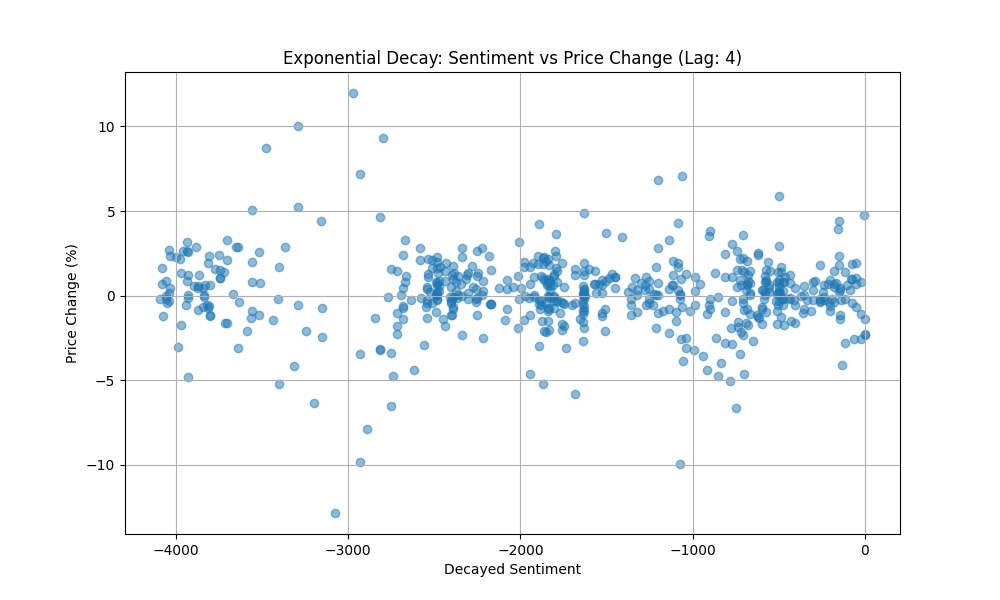 Exponential Decay: Sentiment vs Price Change (Lag: 4)
Price Change (%)
10
5
0
−5
−10
−4000 −3000 −2000 −1000 0
Decayed Sentiment